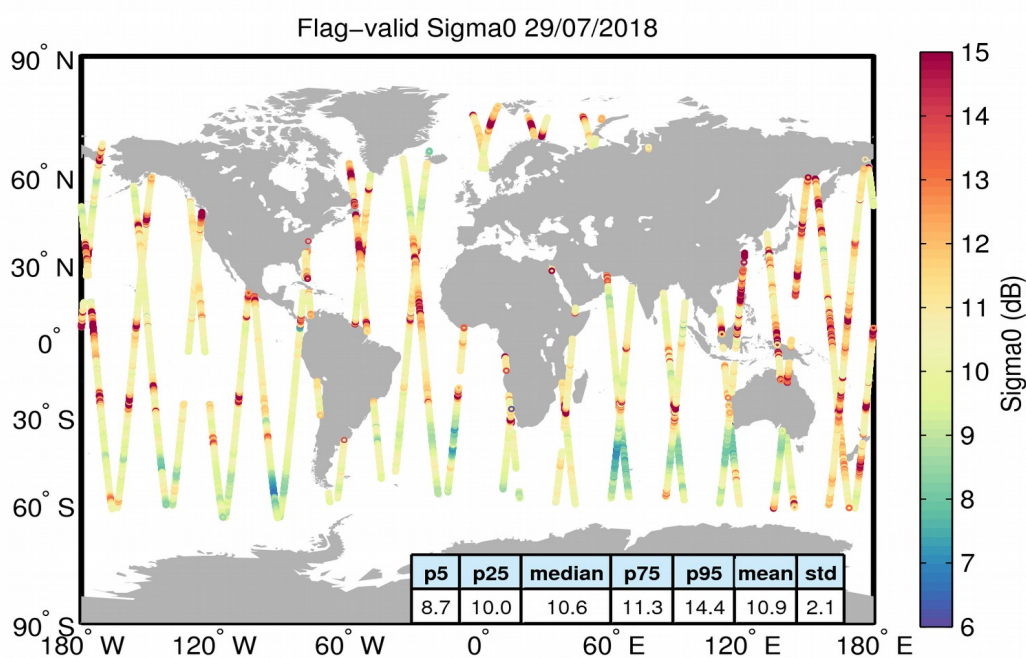 Flag−valid Sigma0 29/07/2018
90° N
60° N
30° N
0°
30° S
60° S
90° S
180° W
120° W
60° W
0°
60° E
120° E
180° E
15
14
13
12
11
10
9
8
7
6
Sigma0 (dB)
p5 p25 median p75 p95 mean std
8.7 10.0 10.6 11.3 14.4 10.9 2.1